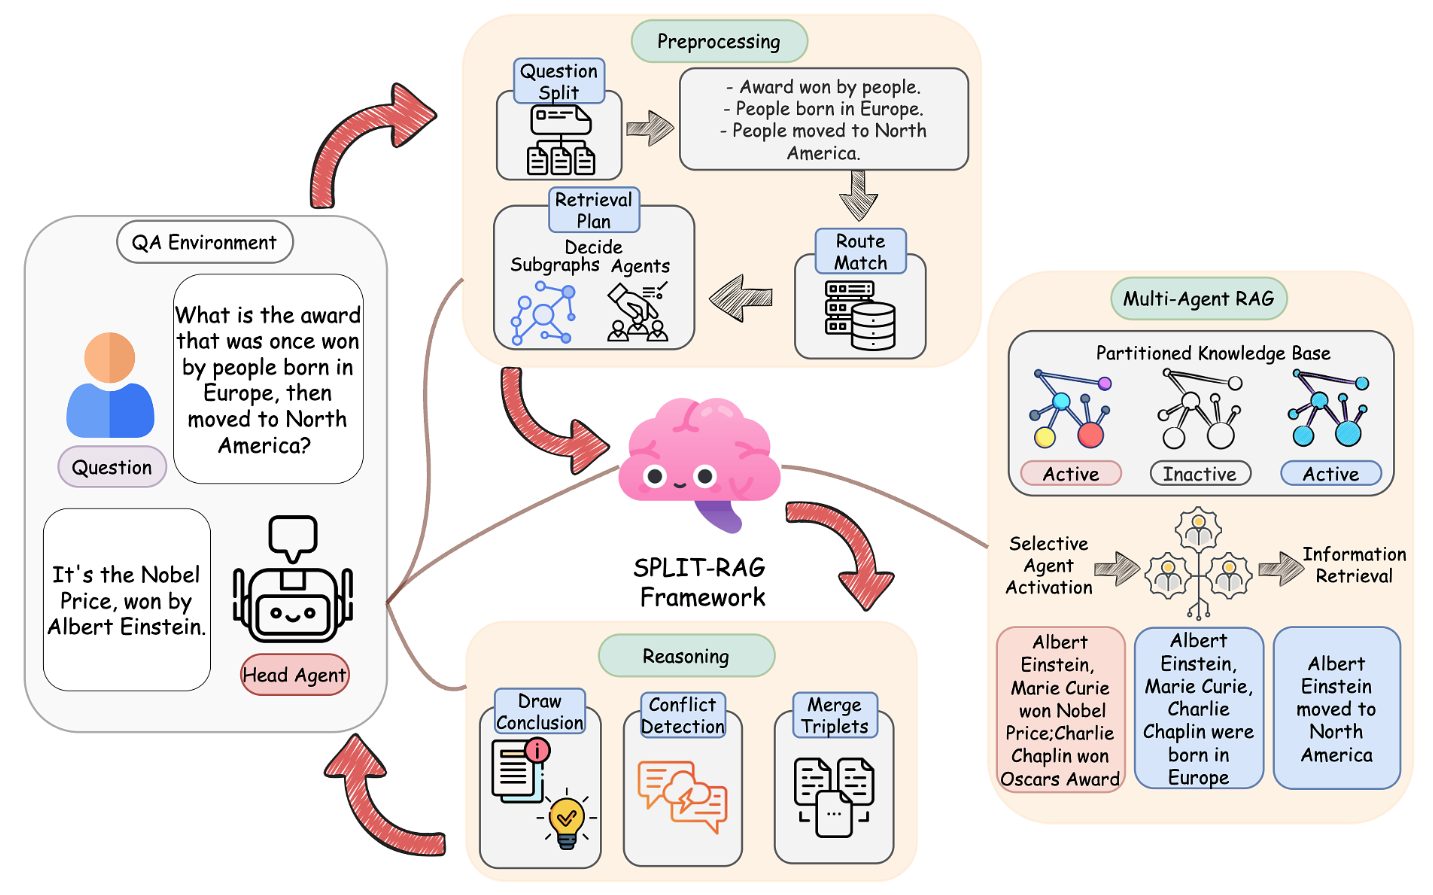 Preprocessing
Question
Split
- Award won by people.
- People born in Europe.
- People moved to North
America.
Retrieval
Plan
Decide
Subgraphs Agents
Route
Match
QA Environment
What is the award
that was once won
by people born in
Europe, then
moved to North
America?
Question
It's the Nobel
Price, won by
Albert Einstein.
Head Agent
SPLIT-RAG
Framework
Multi-Agent RAG
Partitioned Knowledge Base
Active
Inactive
Active
Selective
Agent
Activation
Information
Retrieval
Albert
Einstein,
Marie Curie
won Nobel
Price;Charlie
Chaplin won
Oscars Award
Albert
Einstein,
Marie Curie,
Charlie
Chaplin were
born in
Europe
Albert
Einstein
moved to
North
America
Reasoning
Draw
Conclusion
Conflict
Detection
Merge
Triplets